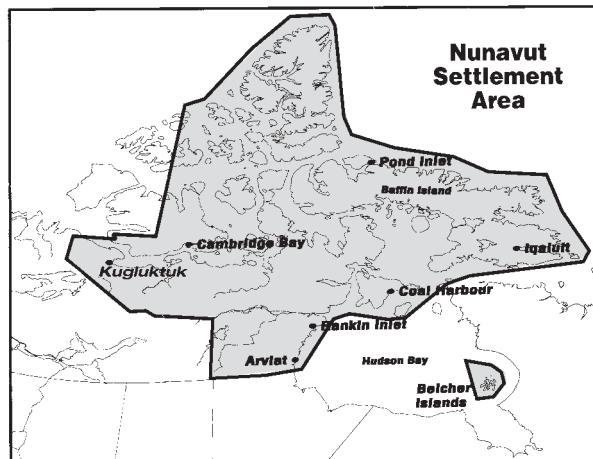 Nunavut
Settlement
Area
Pond Inlet
Baffin Island
Cambridge Bay
Iqaluit
Kugluktuk
Coal Harbour
Rankin Inlet
Arviat
Hudson Bay
Belcher
Islands